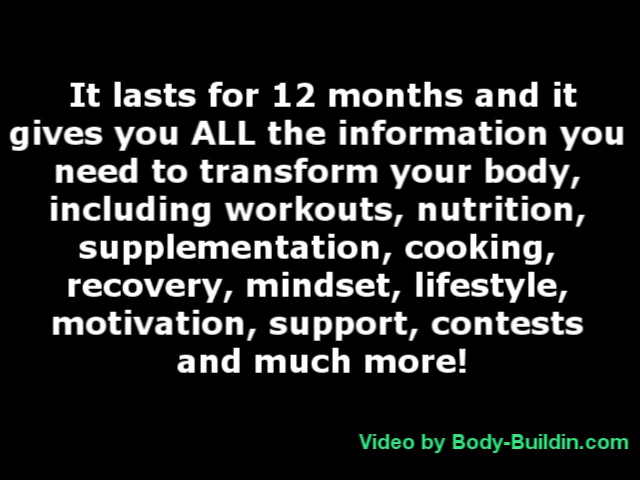 It lasts for 12 months and it
gives you ALL the information you
need to transform your body,
including workouts, nutrition,
supplementation, cooking,
recovery, mindset, lifestyle,
motivation, support, contests
and much more!
Video by Body-Buildin.com